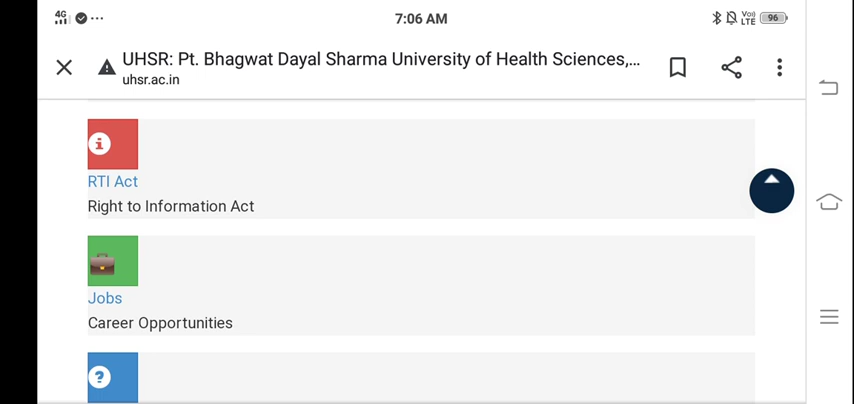 4G
7:06 AM
Vo))
LTE
96
UHSR: Pt. Bhagwat Dayal Sharma University of Health Sciences,...
uhsr.ac.in
RTI Act
Right to Information Act
Jobs
Career Opportunities